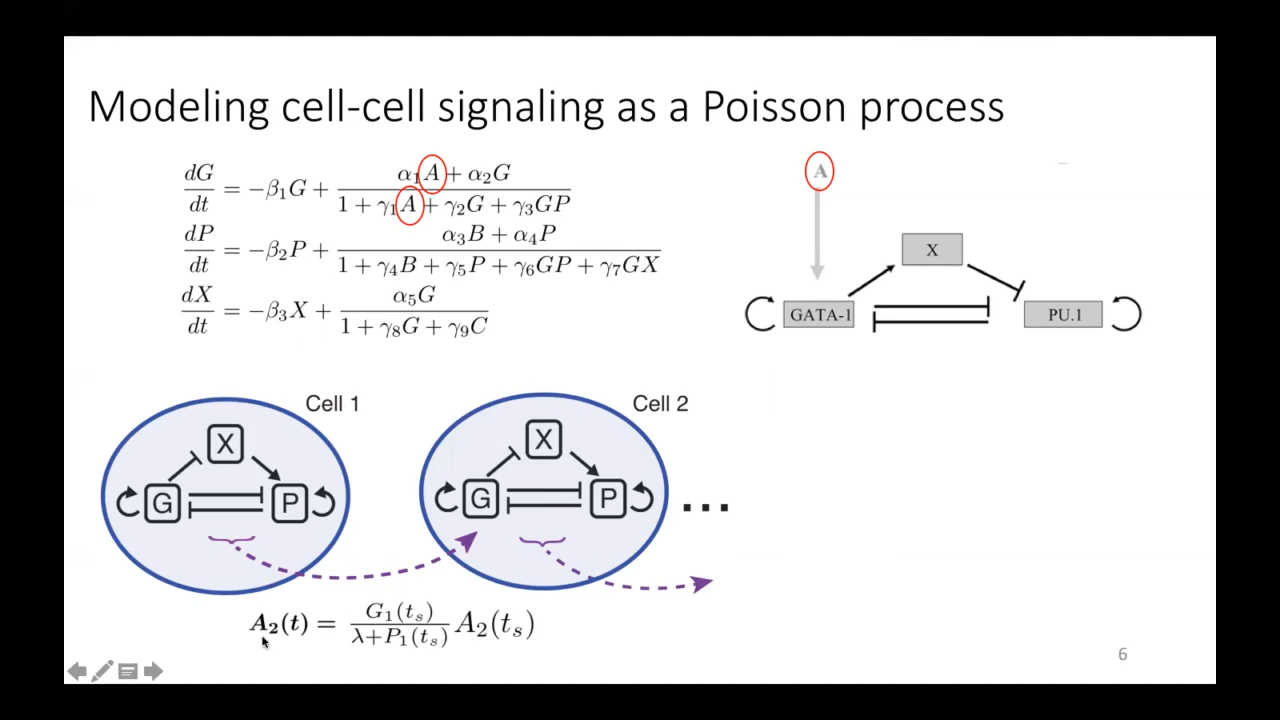 Modeling cell-cell signaling as a Poisson process
dG/dt = −β₁G + (α₁A + α₂G)/(1 + γ₁A + γ₂G + γ₃GP)
dP/dt = −β₂P + (α₃B + α₄P)/(1 + γ₄B + γ₅P + γ₆GP + γ₇GX)
dX/dt = −β₃X + (α₅G)/(1 + γ₈G + γ₉C)
A
X
GATA-1
PU.1
Cell 1
X
G
P
Cell 2
X
G
P
...
A₂(t) = G₁(tₛ)/(λ+P₁(tₛ)) A₂(tₛ)
6